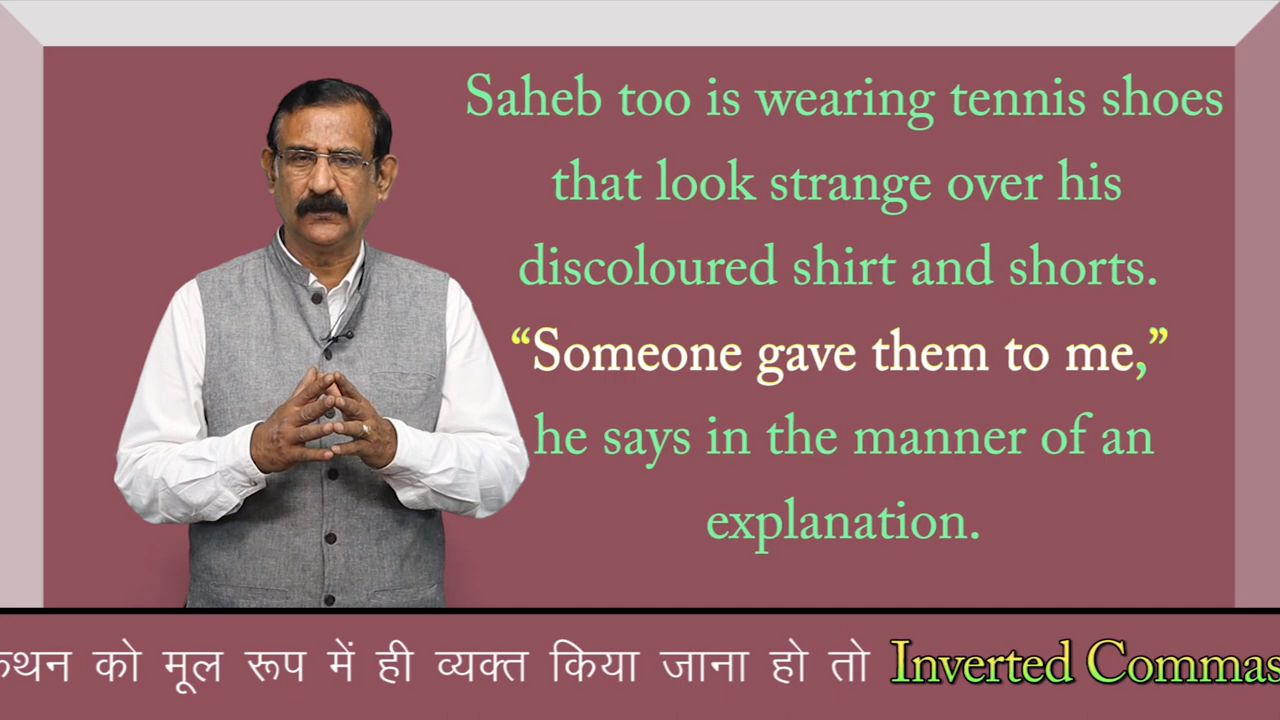 Saheb too is wearing tennis shoes
that look strange over his
discoloured shirt and shorts.
“Someone gave them to me,”
he says in the manner of an
explanation.
को मूल रूप में ही व्यक्त किया जाना हो तो Inverted Commas